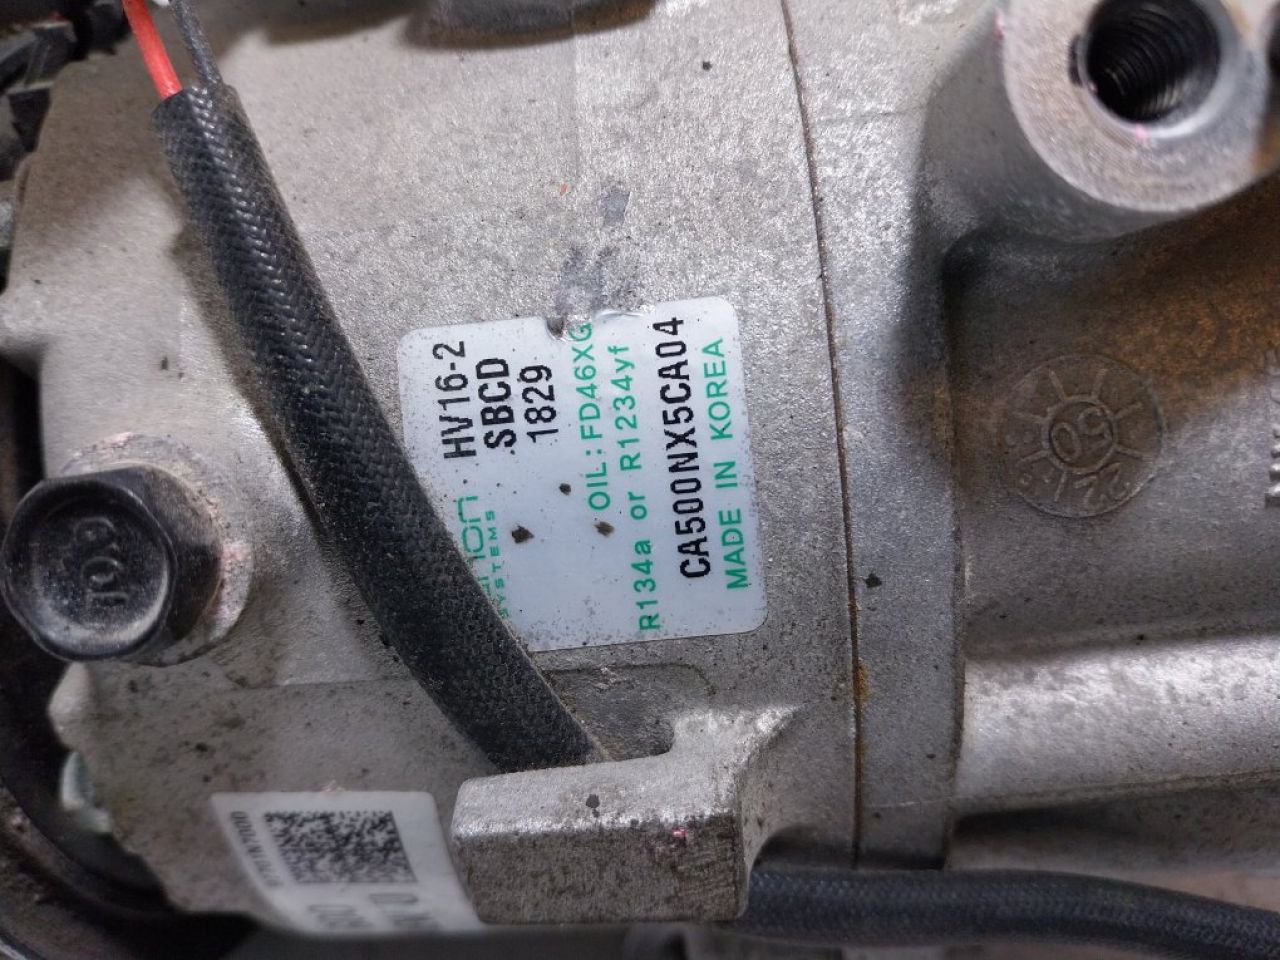 HV16-2
SBCD
1829
SYSTEMS
OIL:FD46XG
R134a or R1234yf
CA500NX5CA04
MADE IN KOREA